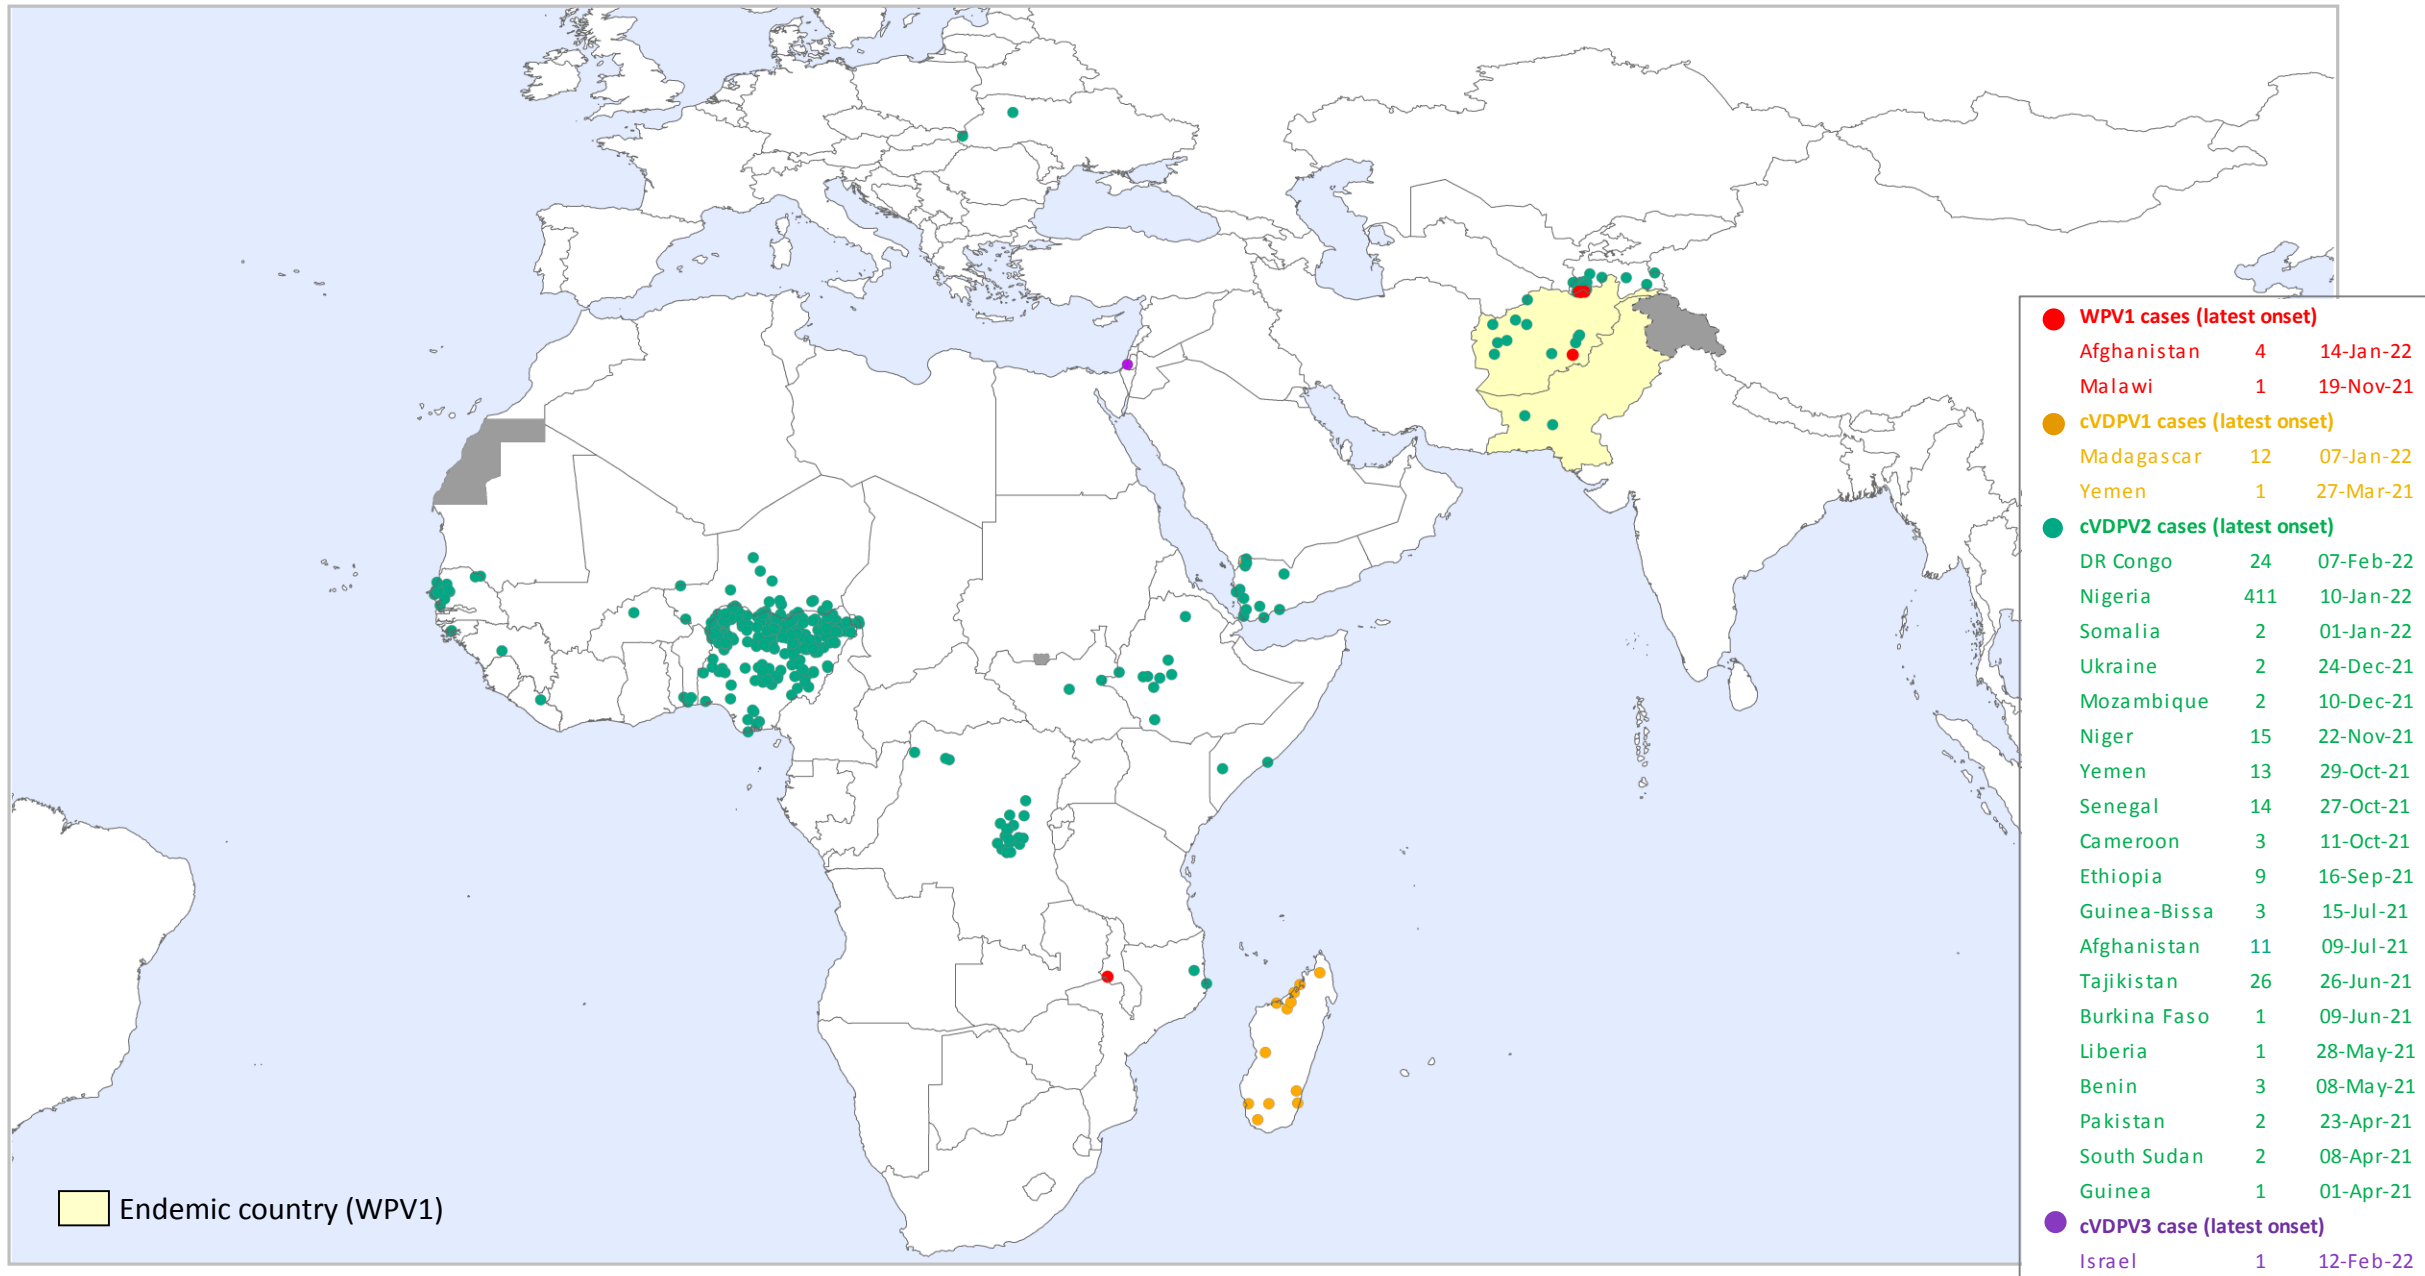 WPV1 cases (latest onset)
Afghanistan 4 14-Jan-22
Malawi 1 19-Nov-21
cVDPV1 cases (latest onset)
Madagascar 12 07-Jan-22
Yemen 1 27-Mar-21
cVDPV2 cases (latest onset)
DR Congo 24 07-Feb-22
Nigeria 411 10-Jan-22
Somalia 2 01-Jan-22
Ukraine 2 24-Dec-21
Mozambique 2 10-Dec-21
Niger 15 22-Nov-21
Yemen 13 29-Oct-21
Senegal 14 27-Oct-21
Cameroon 3 11-Oct-21
Ethiopia 9 16-Sep-21
Guinea-Bissa 3 15-Jul-21
Afghanistan 11 09-Jul-21
Tajikistan 26 26-Jun-21
Burkina Faso 1 09-Jun-21
Liberia 1 28-May-21
Benin 3 08-May-21
Pakistan 2 23-Apr-21
South Sudan 2 08-Apr-21
Guinea 1 01-Apr-21
cVDPV3 case (latest onset)
Israel 1 12-Feb-22
Endemic country (WPV1)